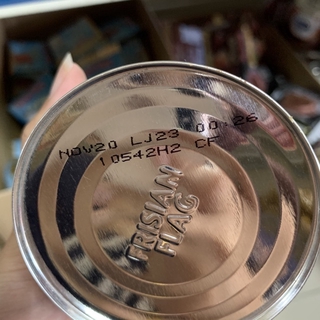 NOV20 LJ23 00:26
10542H2 CF
FRISIAN
FLAG